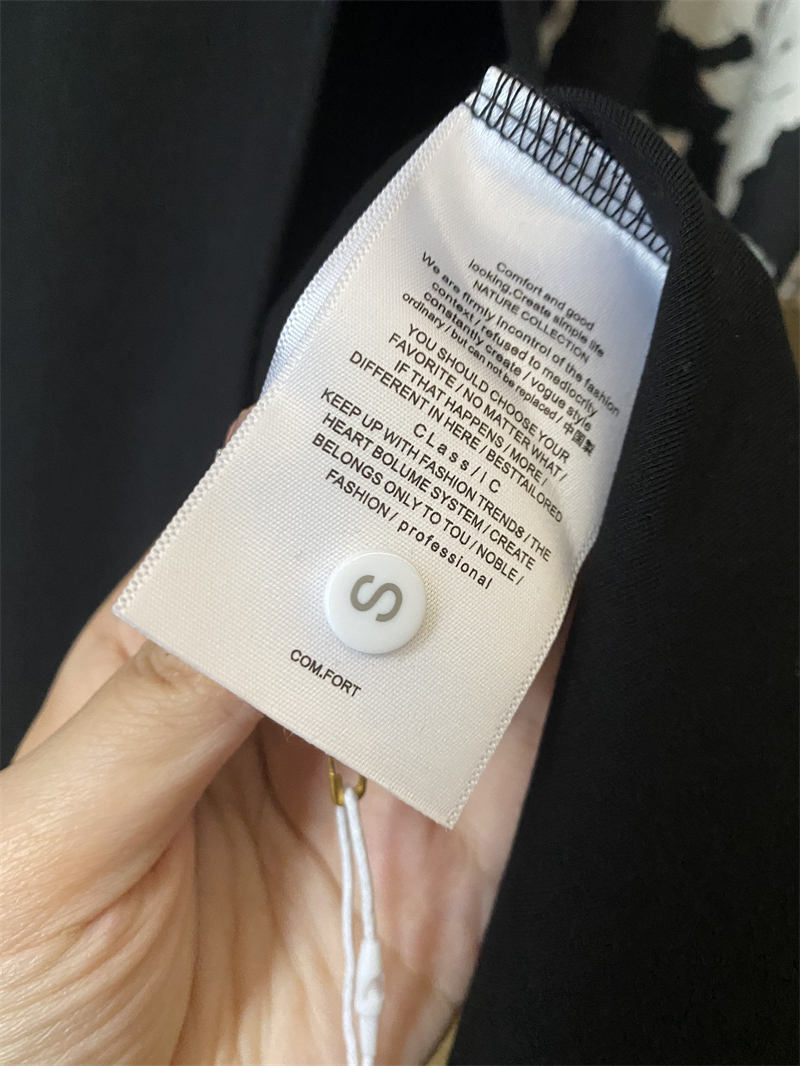 Comfort and good
looking.Create simple life
NATURE COLLECTION
We are firmly incontrol of the fashion
context / refused to mediocrity
constantly create / vogue style
ordinary / but can not be replaced / 中国製
YOU SHOULD CHOOSE YOUR
FAVORITE / NO MATTER WHAT /
IF THAT HAPPENS / MORE /
DIFFERENT IN HERE / BESTTAILORED
CLass/IC
KEEP UP WITH FASHION TRENDS / THE
HEART BOLUME SYSTEM / CREATE
BELONGS ONLY TO TOU / NOBLE /
FASHION / professional
S
COM.FORT